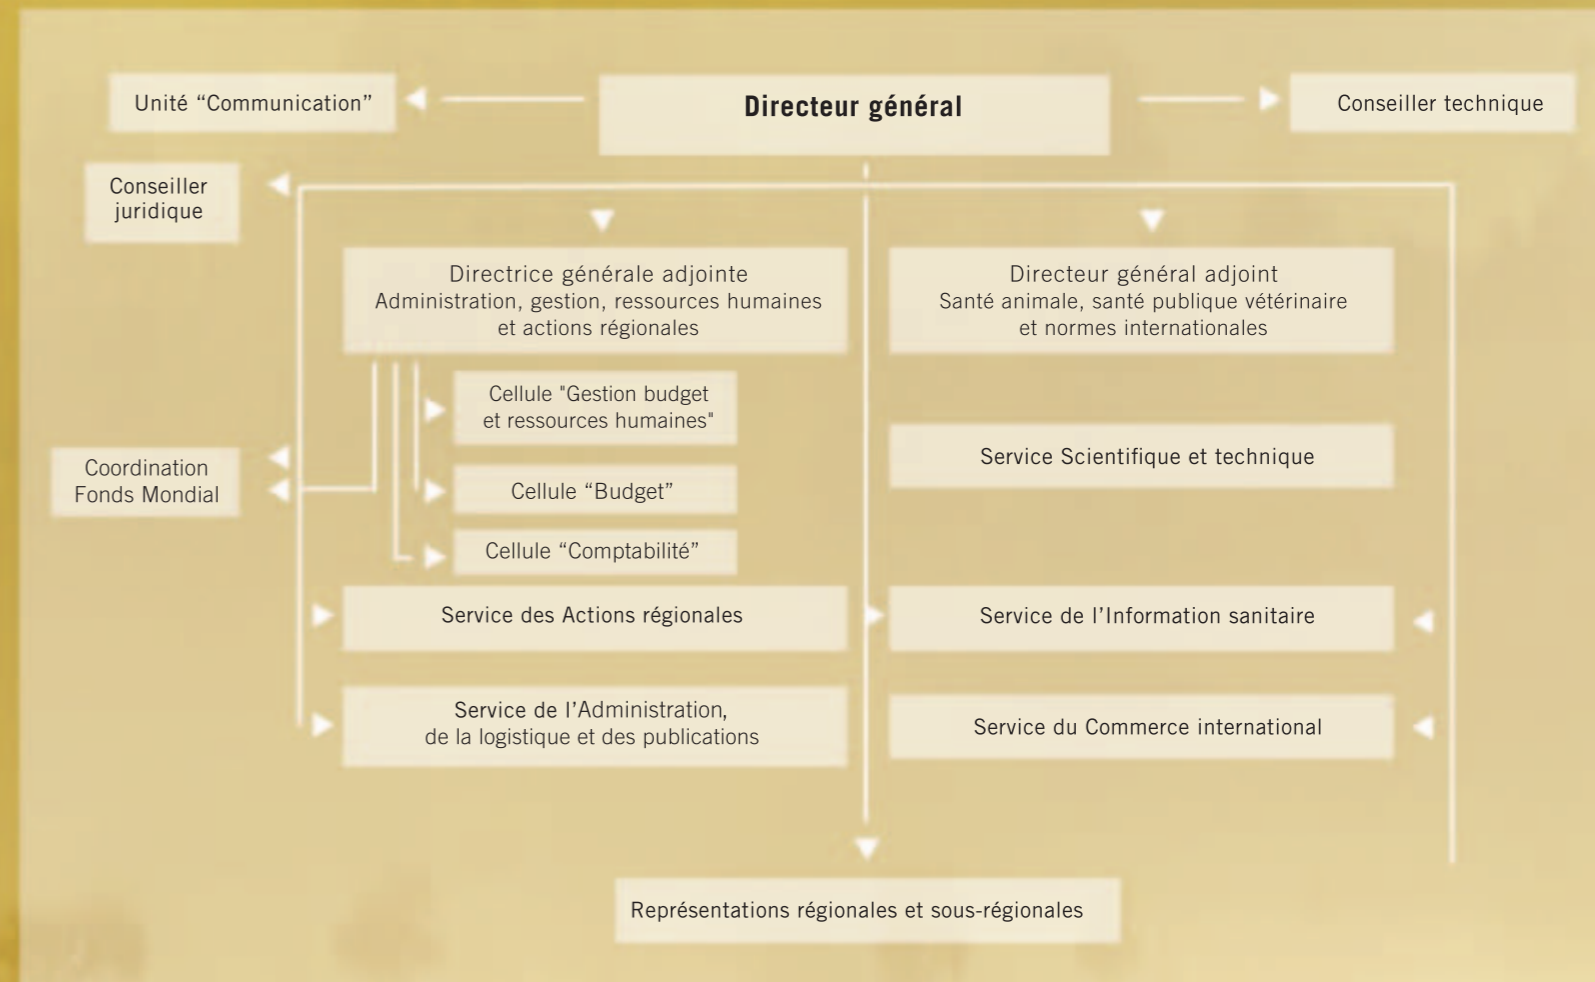 Unité “Communication”
Directeur général
Conseiller technique
Conseiller
juridique
Directrice générale adjointe
Administration, gestion, ressources humaines
et actions régionales
Directeur général adjoint
Santé animale, santé publique vétérinaire
et normes internationales
Cellule "Gestion budget
et ressources humaines"
Coordination
Fonds Mondial
Service Scientifique et technique
Cellule “Budget”
Cellule “Comptabilité”
Service des Actions régionales
Service de l’Information sanitaire
Service de l’Administration,
de la logistique et des publications
Service du Commerce international
Représentations régionales et sous-régionales